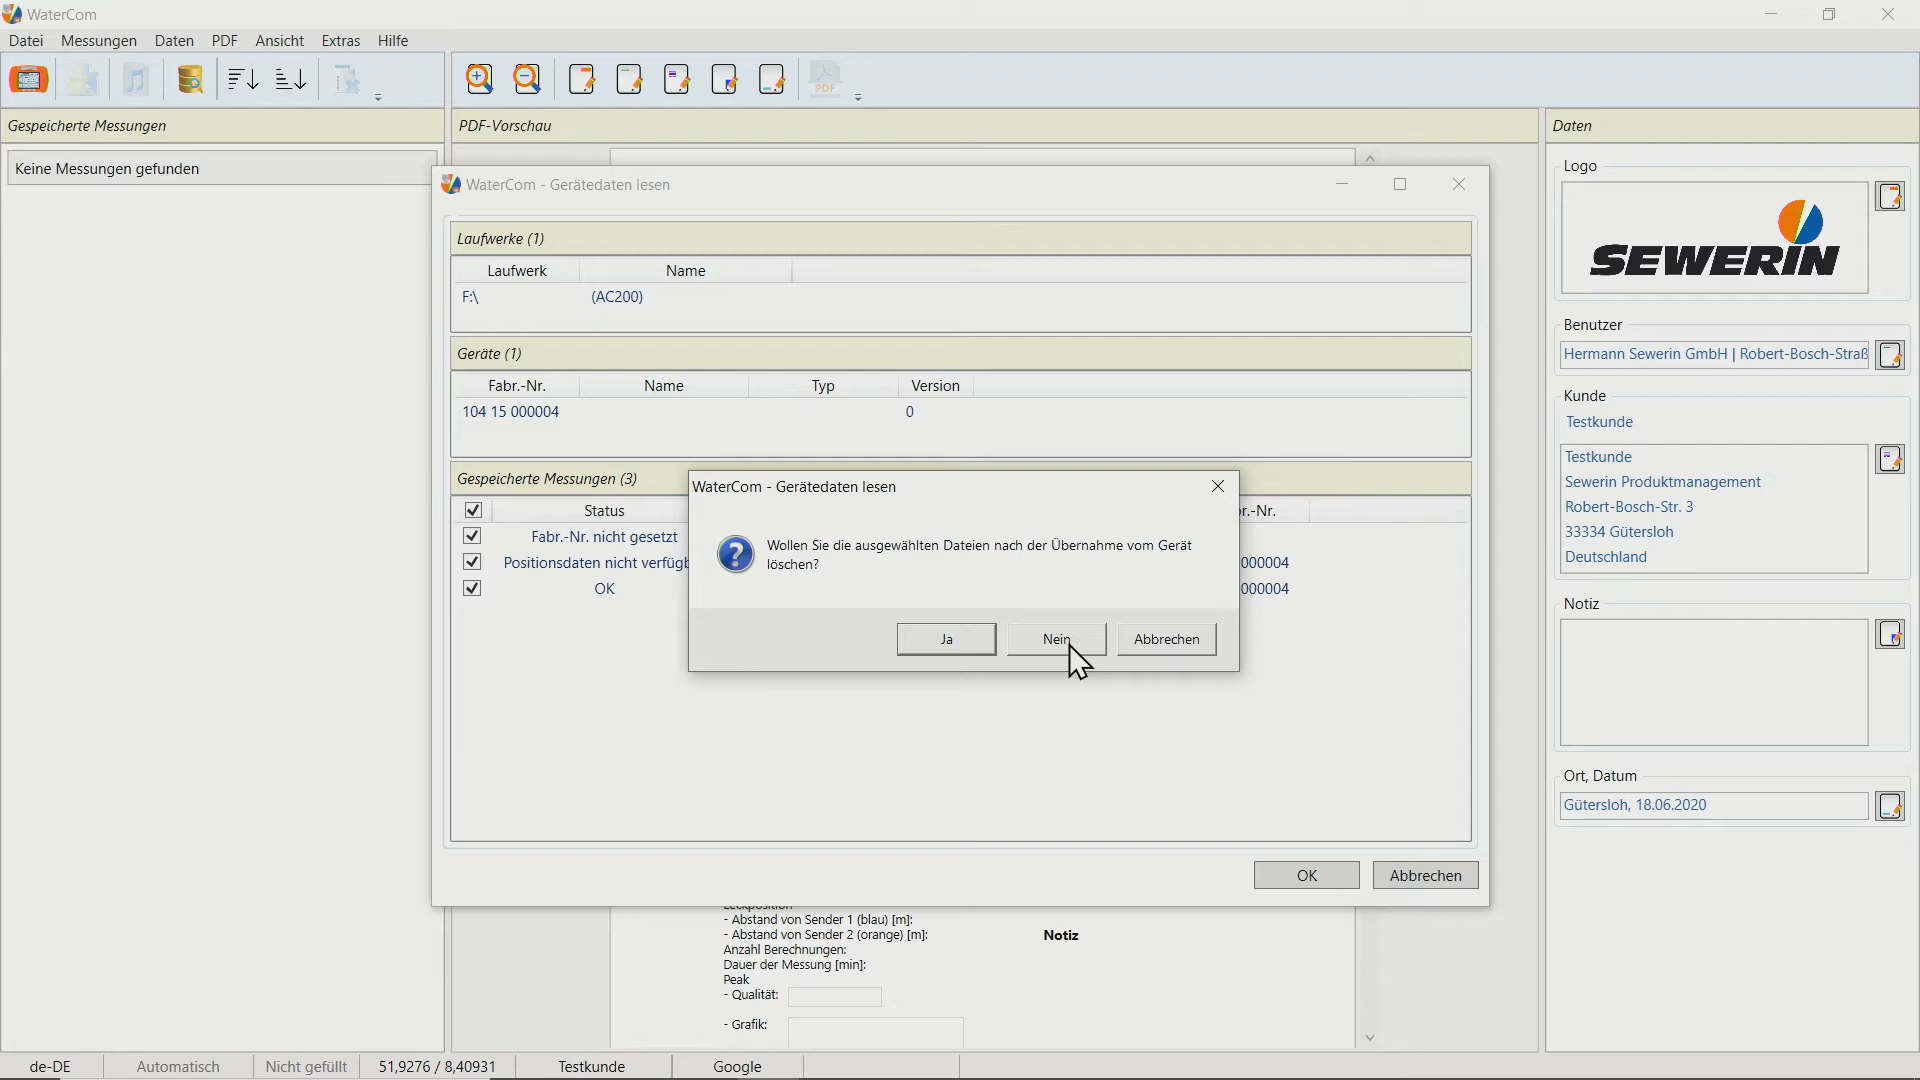 WaterCom
Datei Messungen Daten PDF Ansicht Extras Hilfe
PDF
Gespeicherte Messungen
Keine Messungen gefunden
PDF-Vorschau
WaterCom - Gerätedaten lesen
Laufwerke (1)
Laufwerk Name
F:\ (AC200)
Geräte (1)
Fabr.-Nr. Name Typ Version
104 15 000004 0
Gespeicherte Messungen (3)
Status
Fabr.-Nr. nicht gesetzt
Positionsdaten nicht 000004
OK 000004
WaterCom - Gerätedaten lesen
Wollen Sie die ausgewählten Dateien nach der Übernahme vom Gerät
löschen?
Ja Nein Abbrechen
OK Abbrechen
- Abstand von Sender 1 (blau) [m]:
- Abstand von Sender 2 (orange) [m]:
Anzahl Berechnungen:
Dauer der Messung [min]:
Peak
- Qualität:
- Grafik:
Notiz
Daten
Logo
SEWERIN
Benutzer
Hermann Sewerin GmbH | Robert-Bosch-Straß
Kunde
Testkunde
Testkunde
Sewerin Produktmanagement
Robert-Bosch-Str. 3
33334 Gütersloh
Deutschland
Notiz
Ort, Datum
Gütersloh, 18.06.2020
de-DE Automatisch Nicht gefüllt 51,9276 / 8,40931 Testkunde Google